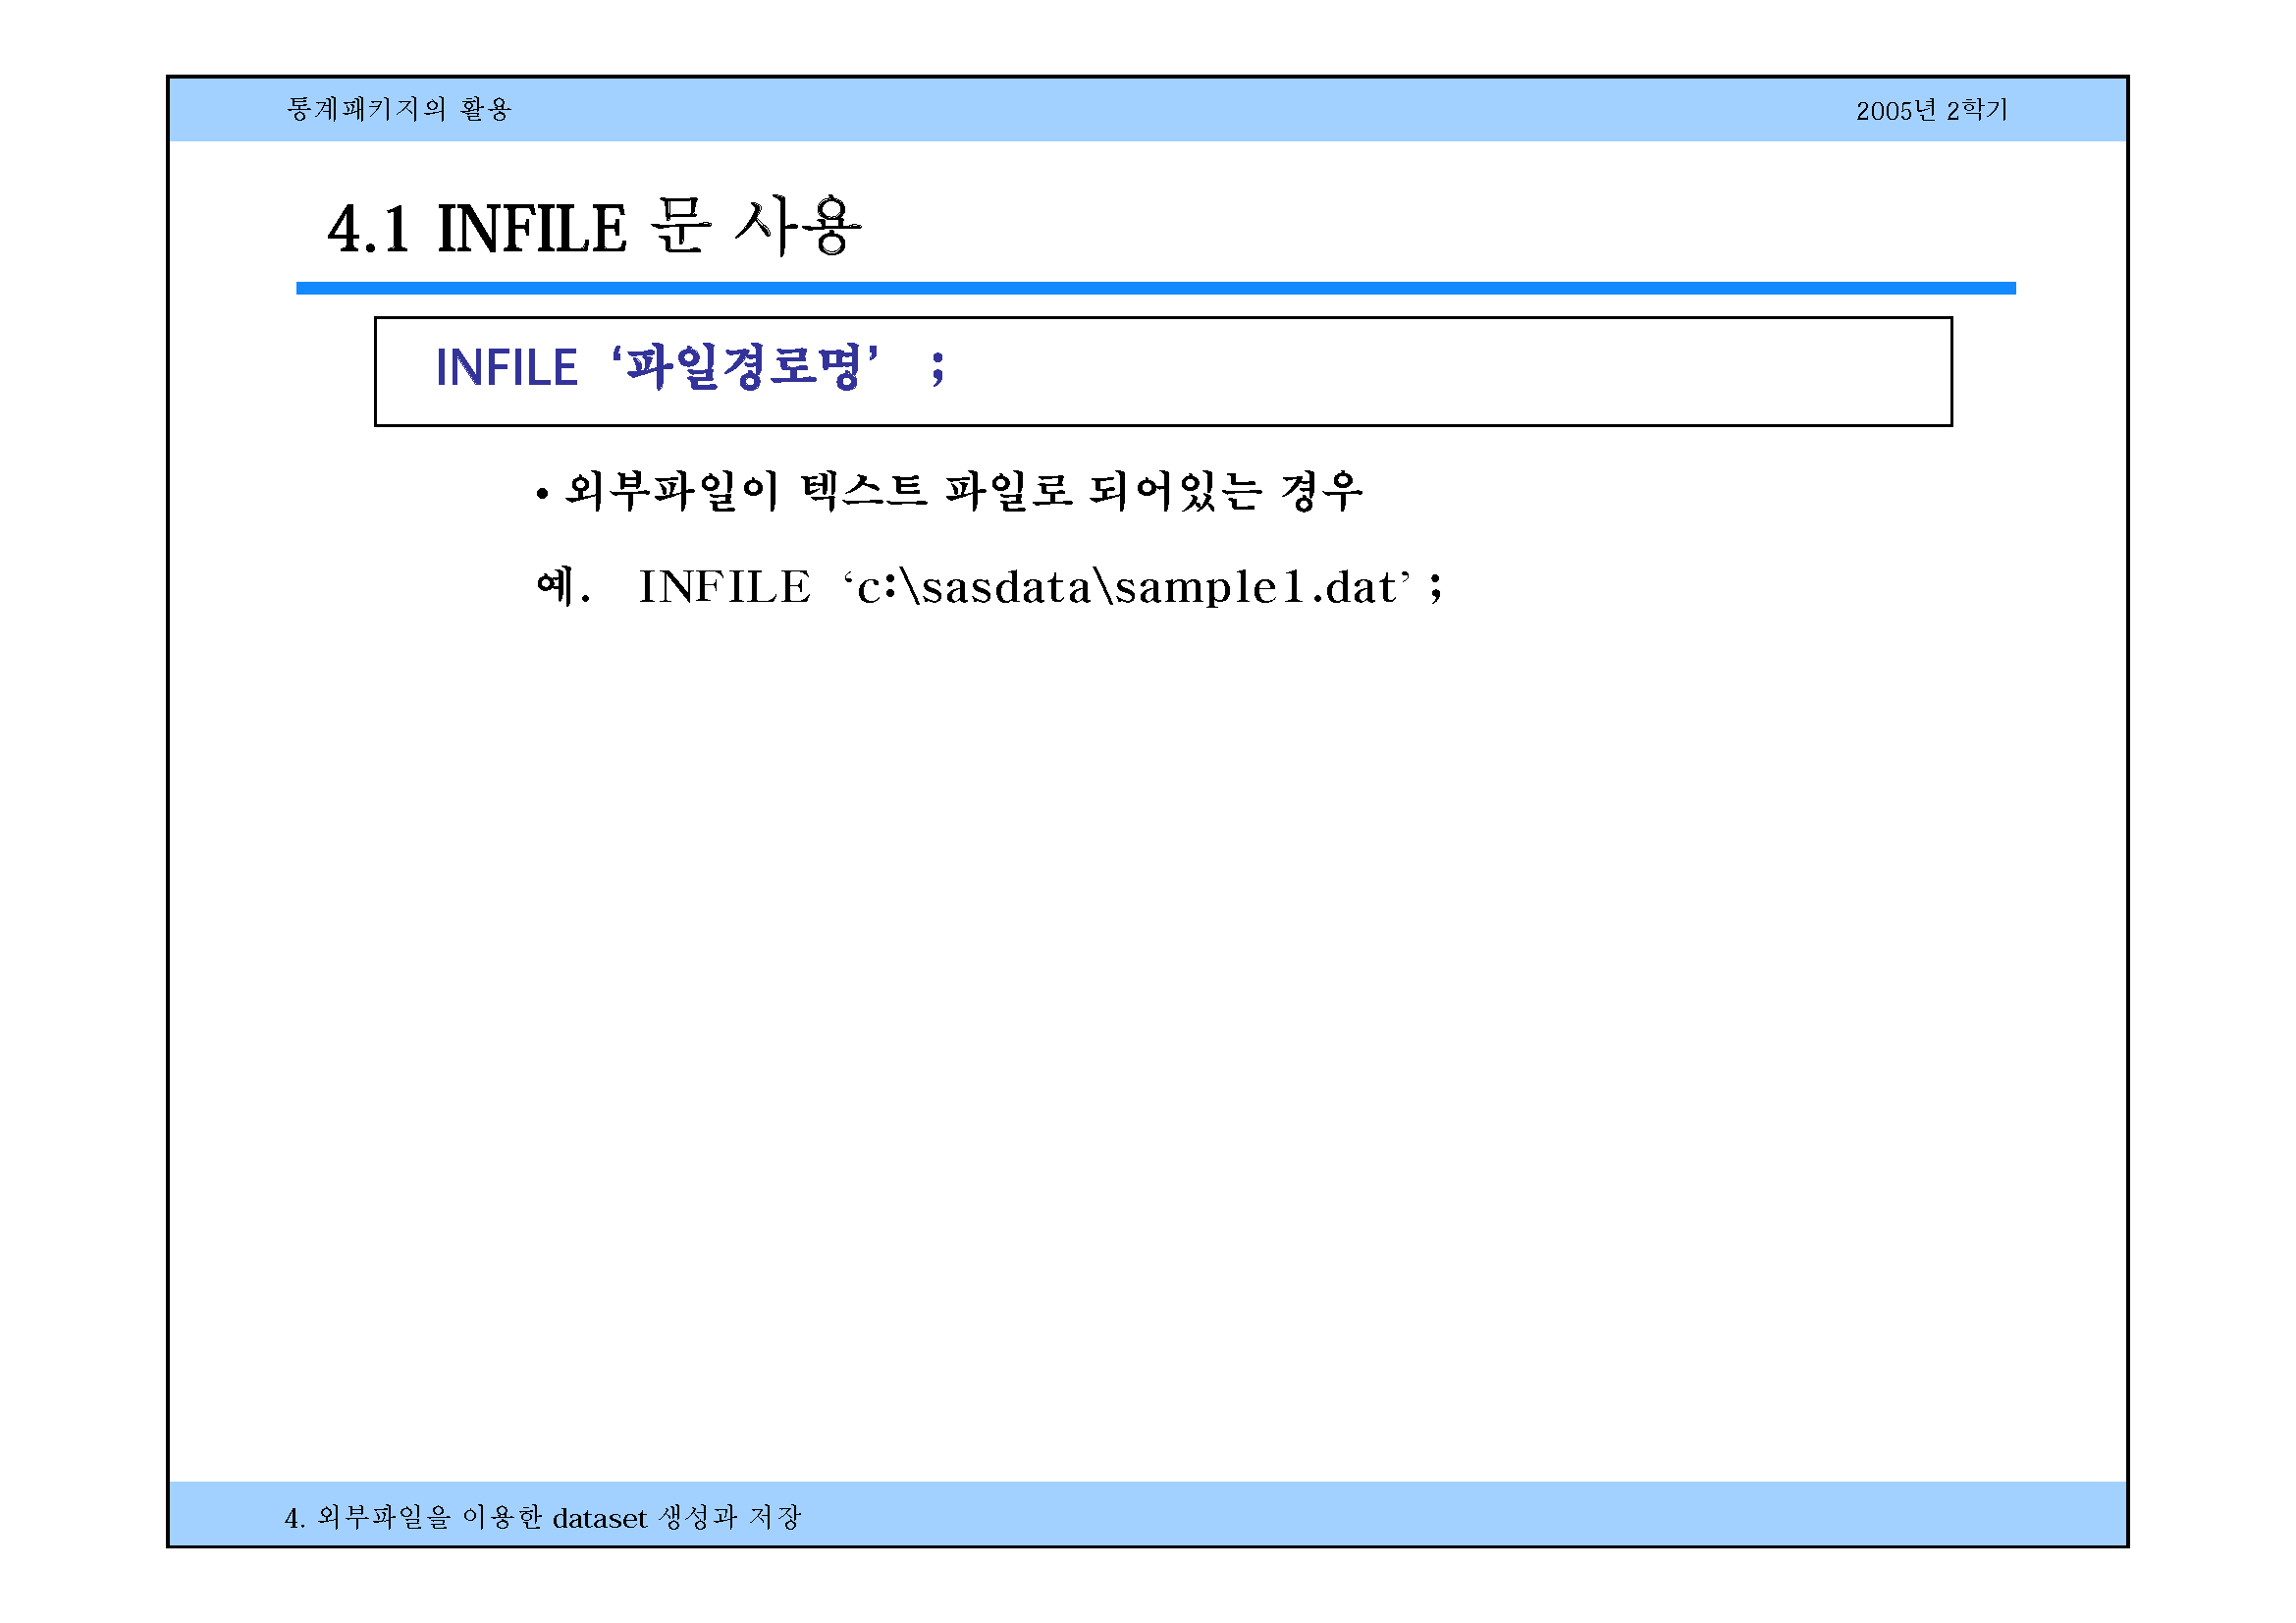 통계패키지의 활용 2005년 2학기
4.1 INFILE 문 사용
INFILE ‘파일경로명’ ;
• 외부파일이 텍스트 파일로 되어있는 경우
예. INFILE ‘c:\sasdata\sample1.dat’ ;
4. 외부파일을 이용한 dataset 생성과 저장